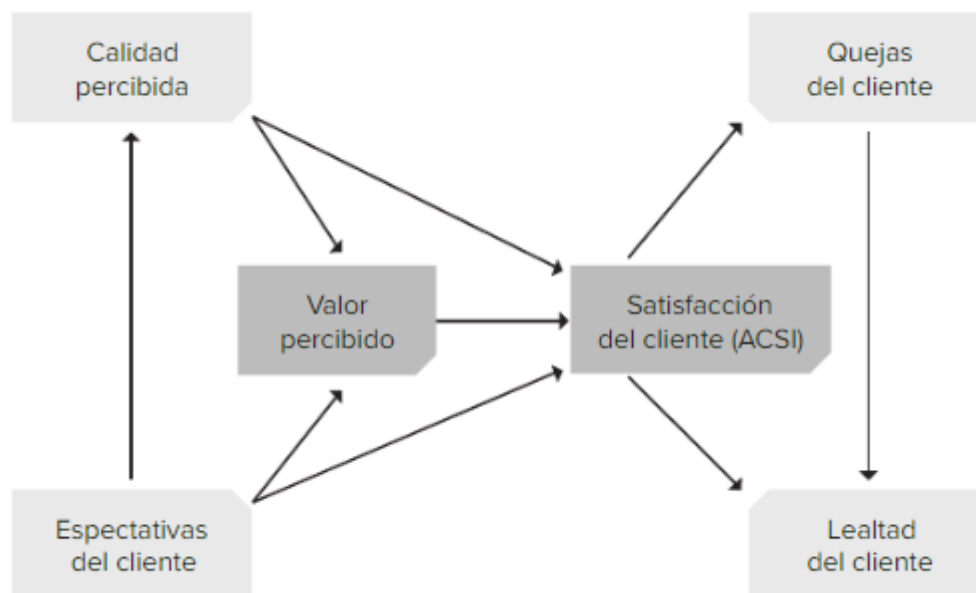 Calidad
percibida
Quejas
del cliente
Valor
percibido
Satisfacción
del cliente (ACSI)
Espectativas
del cliente
Lealtad
del cliente